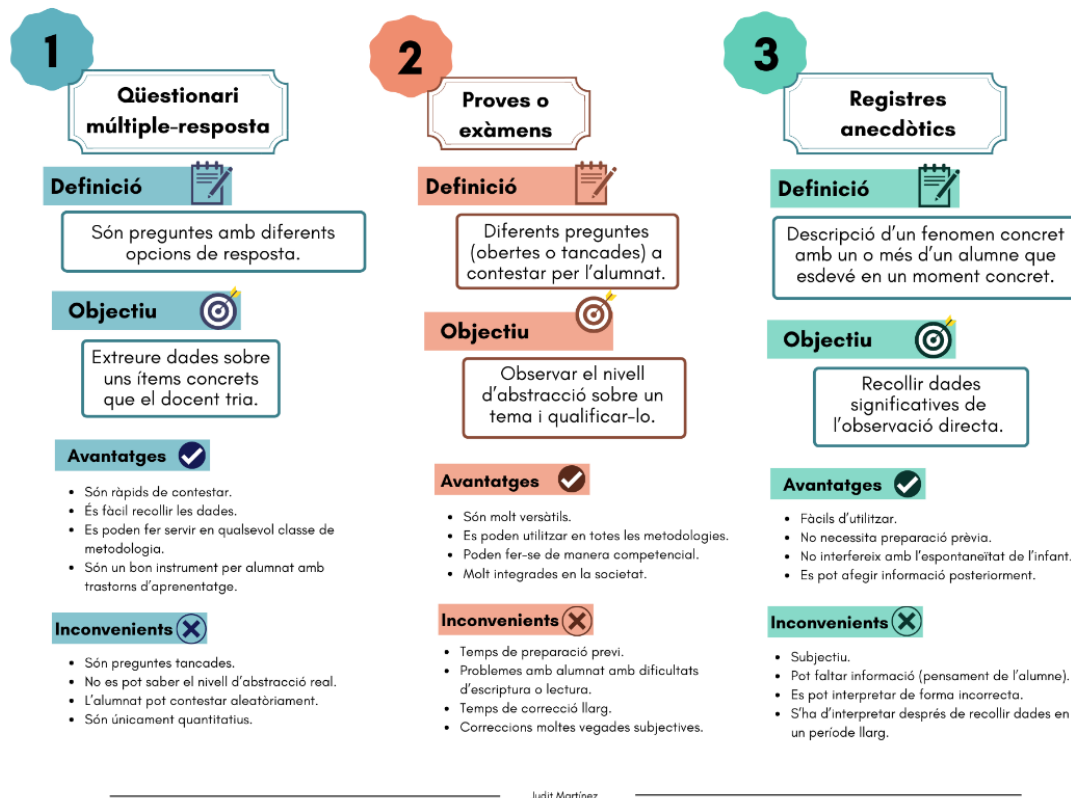 1
Qüestionari
múltiple-resposta
Definició
Són preguntes amb diferents
opcions de resposta.
Objectiu
Extreure dades sobre
uns ítems concrets
que el docent tria.
Avantatges
• Són ràpids de contestar.
• És fàcil recollir les dades.
• Es poden fer servir en qualsevol classe de
metodologia.
• Són un bon instrument per alumnat amb
trastorns d'aprenentatge.
Inconvenients
• Són preguntes tancades.
• No es pot saber el nivell d'abstracció real.
• L'alumnat pot contestar aleatòriament.
• Són únicament quantitatius.
2
Proves o
exàmens
Definició
Diferents preguntes
(obertes o tancades) a
contestar per l'alumnat.
Objectiu
Observar el nivell
d'abstracció sobre un
tema i qualificar-lo.
Avantatges
• Són molt versàtils.
• Es poden utilitzar en totes les metodologies.
• Poden fer-se de manera competencial.
• Molt integrades en la societat.
Inconvenients
• Temps de preparació previ.
• Problemes amb alumnat amb dificultats
d'escriptura o lectura.
• Temps de correcció llarg.
• Correccions moltes vegades subjectives.
3
Registres
anecdòtics
Definició
Descripció d'un fenomen concret
amb un o més d'un alumne que
esdevé en un moment concret.
Objectiu
Recollir dades
significatives de
l'observació directa.
Avantatges
• Fàcils d'utilitzar.
• No necessita preparació prèvia.
• No interfereix amb l'espontaneïtat de l'infant.
• Es pot afegir informació posteriorment.
Inconvenients
• Subjectiu.
• Pot faltar informació (pensament de l'alumne).
• Es pot interpretar de forma incorrecta.
• S'ha d'interpretar després de recollir dades en
un període llarg.
Judit Martínez